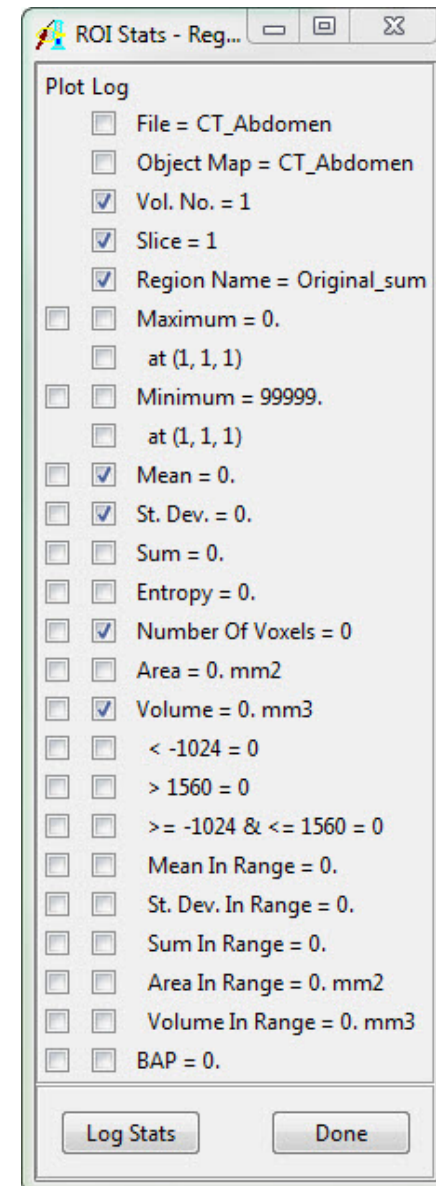 ROI Stats - Reg...
Plot Log
File = CT_Abdomen
Object Map = CT_Abdomen
Vol. No. = 1
Slice = 1
Region Name = Original_sum
Maximum = 0.
at (1, 1, 1)
Minimum = 99999.
at (1, 1, 1)
Mean = 0.
St. Dev. = 0.
Sum = 0.
Entropy = 0.
Number Of Voxels = 0
Area = 0. mm2
Volume = 0. mm3
< -1024 = 0
> 1560 = 0
>= -1024 & <= 1560 = 0
Mean In Range = 0.
St. Dev. In Range = 0.
Sum In Range = 0.
Area In Range = 0. mm2
Volume In Range = 0. mm3
BAP = 0.
Log Stats Done